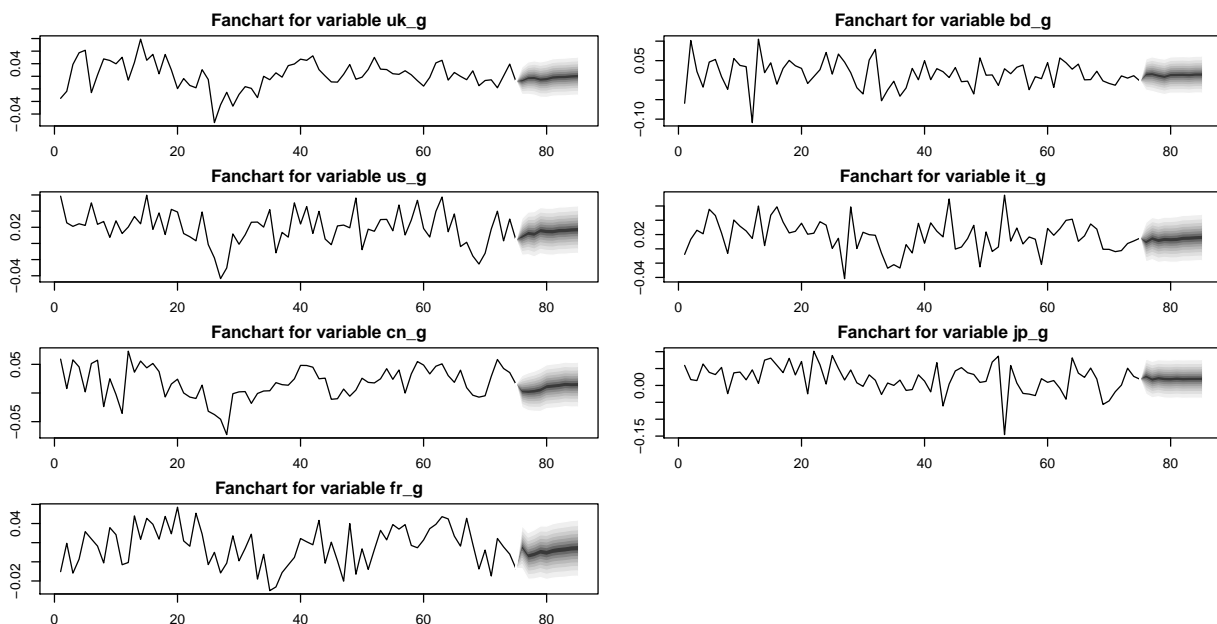 Fanchart for variable uk_g
0.04
−0.04
0 20 40 60 80
Fanchart for variable us_g
0.02
−0.04
0 20 40 60 80
Fanchart for variable cn_g
0.05
−0.05
0 20 40 60 80
Fanchart for variable fr_g
0.04
−0.02
0 20 40 60 80
Fanchart for variable bd_g
0.05
−0.10
0 20 40 60 80
Fanchart for variable it_g
0.02
−0.04
0 20 40 60 80
Fanchart for variable jp_g
0.00
−0.15
0 20 40 60 80